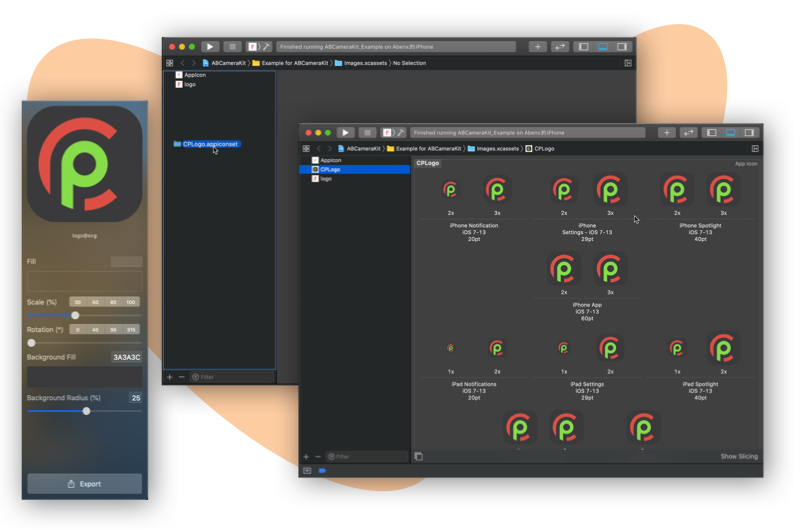 Finished running ABCameraKit_Example on Abens的iPhone
ABCameraKit
Example for ABCameraKit
Images.xcassets
No Selection
AppIcon
logo
CPLogo.appiconset
Filter
logo@svg
Fill
Scale (%)
30
50
80
100
Rotation (°)
0
45
90
315
Background Fill
3A3A3C
Background Radius (%)
25
Export
Finished running ABCameraKit_Example on Abens的iPhone
ABCameraKit
Example for ABCameraKit
Images.xcassets
CPLogo
AppIcon
CPLogo
logo
Filter
CPLogo
App Icon
2x 3x 2x 3x 2x 3x
iPhone Notification
iOS 7-13
20pt
iPhone
Settings - iOS 7-13
29pt
iPhone Spotlight
iOS 7-13
40pt
2x 3x
iPhone App
iOS 7-13
60pt
1x 2x 1x 2x 1x 2x
iPad Notifications
iOS 7-13
20pt
iPad Settings
iOS 7-13
29pt
iPad Spotlight
iOS 7-13
40pt
Show Slicing